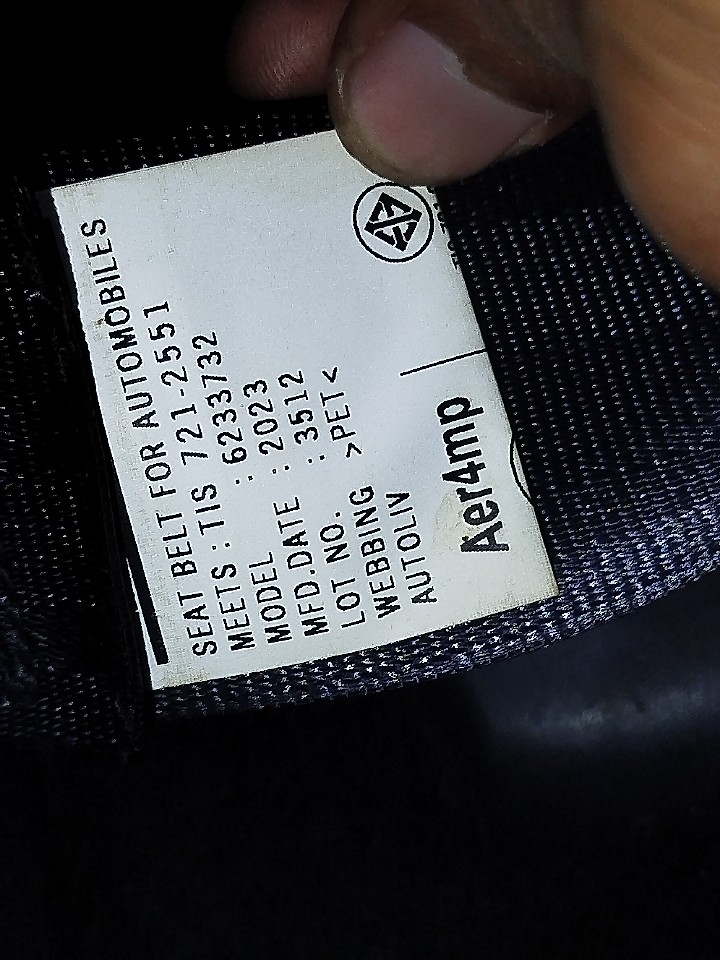 SEAT BELT FOR AUTOMOBILES
MEETS : TIS 721-2551
MODEL : 6233732
MFD.DATE : 2023
LOT NO. : 3512
WEBBING >PET<
AUTOLIV
Aer4mp